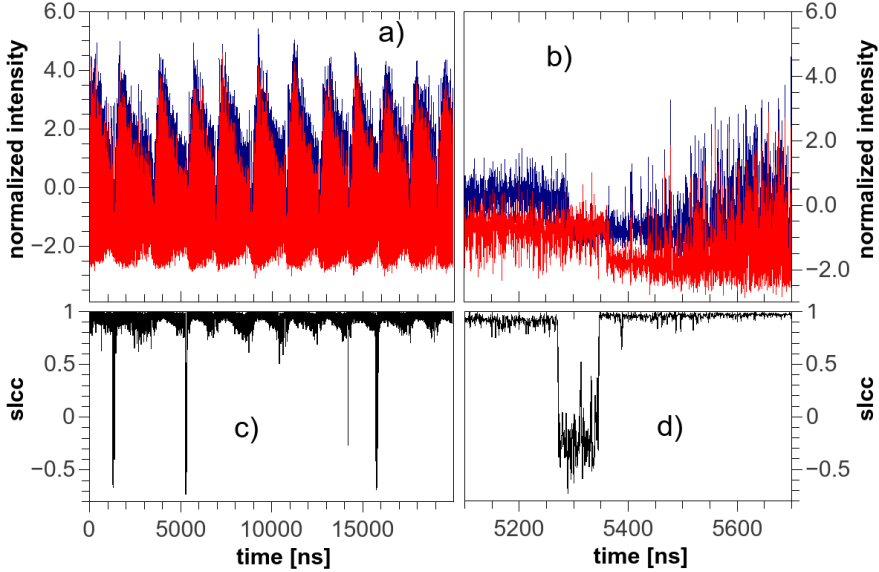 6.0
4.0
2.0
0.0
−2.0
normalized intensity
a)
b)
6.0
4.0
2.0
0.0
−2.0
normalized intensity
1
0.5
0
−0.5
slcc
c)
d)
1
0.5
0
−0.5
slcc
0 5000 10000 15000
time [ns]
5200 5400 5600
time [ns]